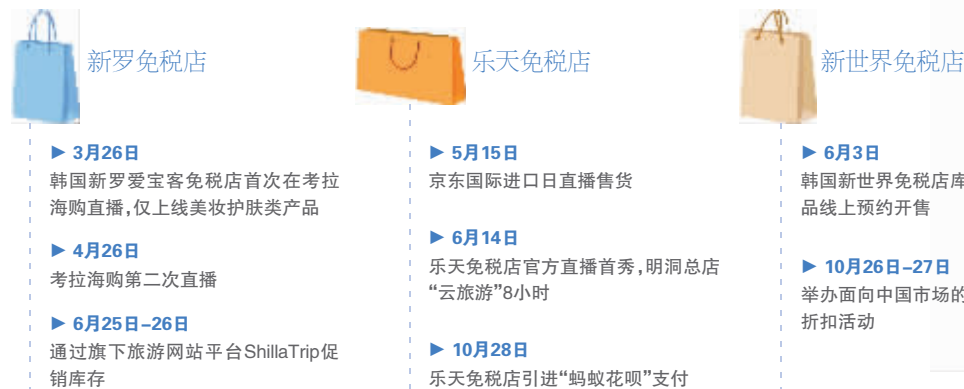 新罗免税店
▶ 3月26日
韩国新罗爱宝客免税店首次在考拉
海购直播,仅上线美妆护肤类产品
▶ 4月26日
考拉海购第二次直播
▶ 6月25日–26日
通过旗下旅游网站平台ShillaTrip促
销库存
乐天免税店
▶ 5月15日
京东国际进口日直播售货
▶ 6月14日
乐天免税店官方直播首秀,明洞总店
“云旅游”8小时
▶ 10月28日
乐天免税店引进“蚂蚁花呗”支付
新世界免税店
▶ 6月3日
韩国新世界免税店库
品线上预约开售
▶ 10月26日–27日
举办面向中国市场的
折扣活动